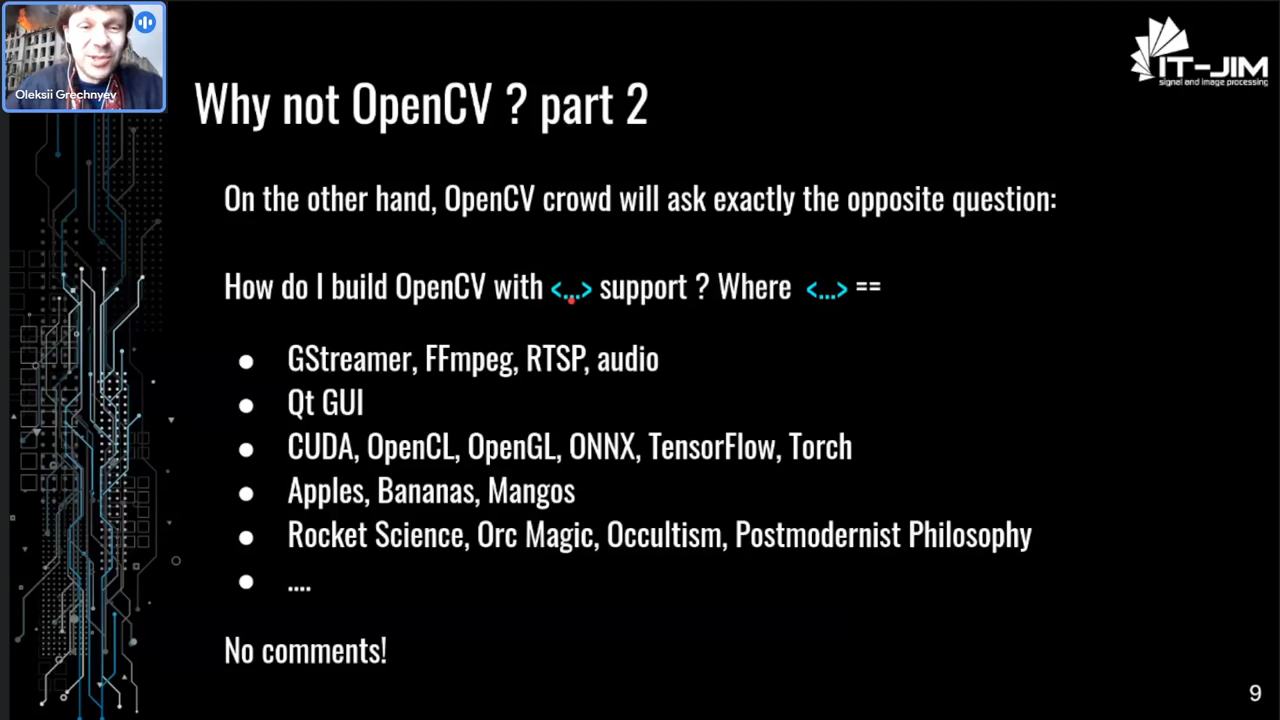 Oleksii Grechnyev
IT-JIM
signal and image processing
Why not OpenCV ? part 2
On the other hand, OpenCV crowd will ask exactly the opposite question:
How do I build OpenCV with <...> support ? Where <...> ==
● GStreamer, FFmpeg, RTSP, audio
● Qt GUI
● CUDA, OpenCL, OpenGL, ONNX, TensorFlow, Torch
● Apples, Bananas, Mangos
● Rocket Science, Orc Magic, Occultism, Postmodernist Philosophy
● ....
No comments!
9